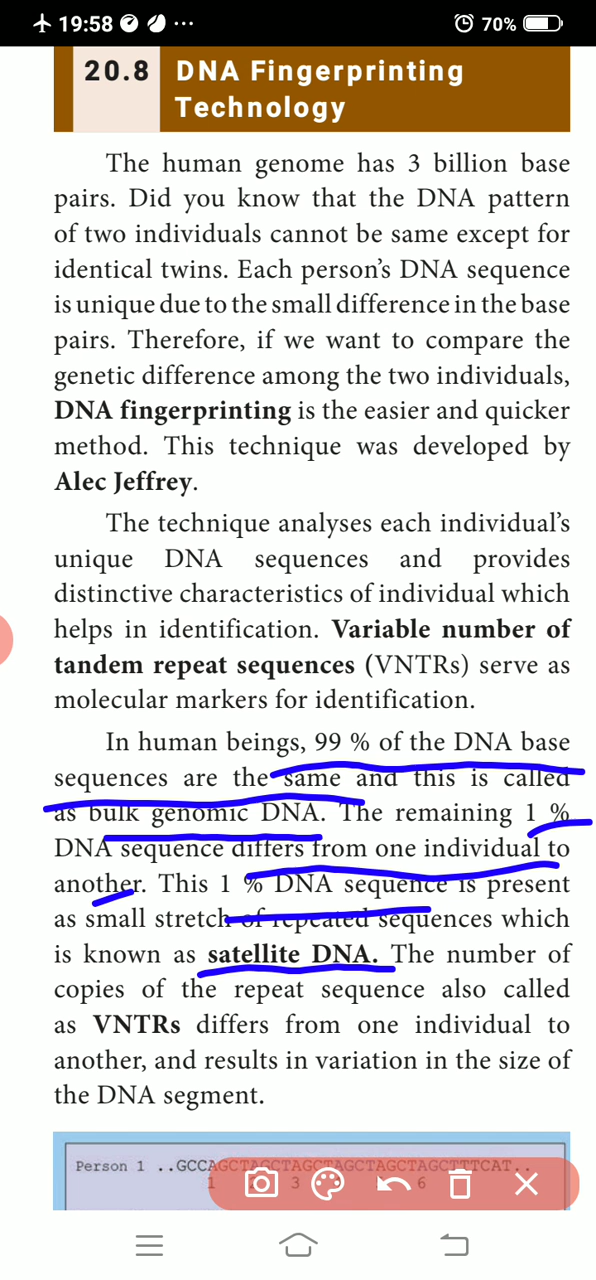 19:58 ... 70%
20.8 DNA Fingerprinting
Technology
The human genome has 3 billion base
pairs. Did you know that the DNA pattern
of two individuals cannot be same except for
identical twins. Each person's DNA sequence
is unique due to the small difference in the base
pairs. Therefore, if we want to compare the
genetic difference among the two individuals,
DNA fingerprinting is the easier and quicker
method. This technique was developed by
Alec Jeffrey.
The technique analyses each individual's
unique DNA sequences and provides
distinctive characteristics of individual which
helps in identification. Variable number of
tandem repeat sequences (VNTRs) serve as
molecular markers for identification.
In human beings, 99 % of the DNA base
sequences are the same and this is called
as bulk genomic DNA. The remaining 1 %
DNA sequence differs from one individual to
another. This 1 % DNA sequence is present
as small stretch of repeated sequences which
is known as satellite DNA. The number of
copies of the repeat sequence also called
as VNTRs differs from one individual to
another, and results in variation in the size of
the DNA segment.
Person 1 ..GCCAGCTAGCTAGCTAGCTAGCTAGCTTTCAT..
1 3 6